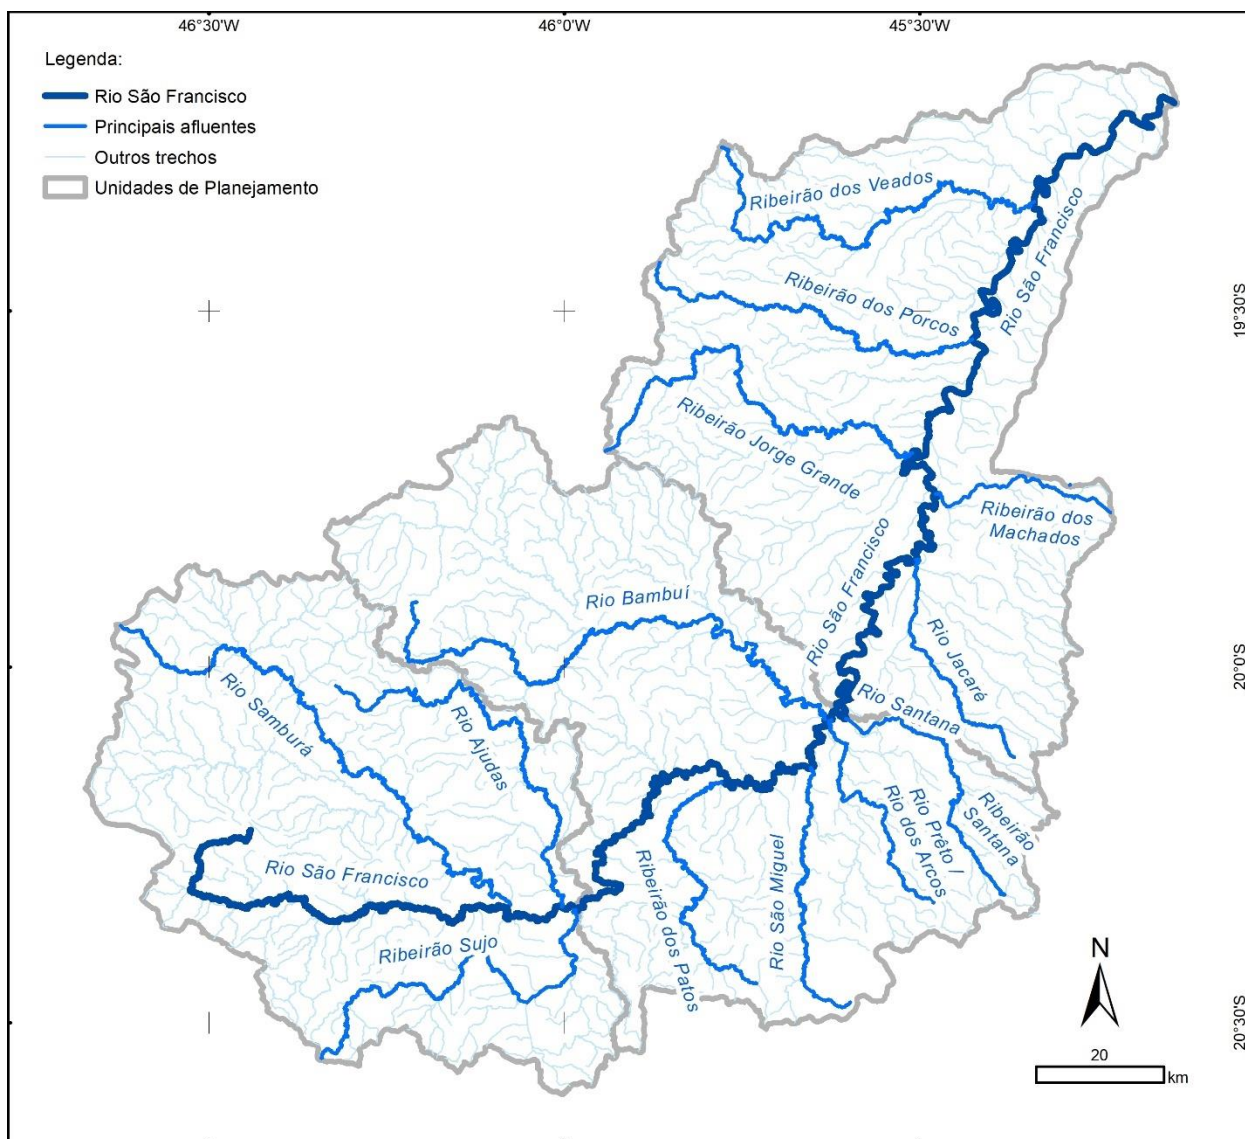 46°30'W
46°0'W
45°30'W
Legenda:
Rio São Francisco
Principais afluentes
Outros trechos
Unidades de Planejamento
Ribeirão dos Veados
Rio São Francisco
Ribeirão dos Porcos
19°30'S
Ribeirão Jorge Grande
Ribeirão dos
Machados
Rio São Francisco
Rio Bambuí
Rio Jacaré
20°0'S
Rio Santana
Rio Samburá
Rio Ajudas
Ribeirão
Santana
Rio Prêto /
Rio dos Arcos
Rio São Francisco
Rio São Miguel
Ribeirão dos Patos
Ribeirão Sujo
N
20°30'S
20
km